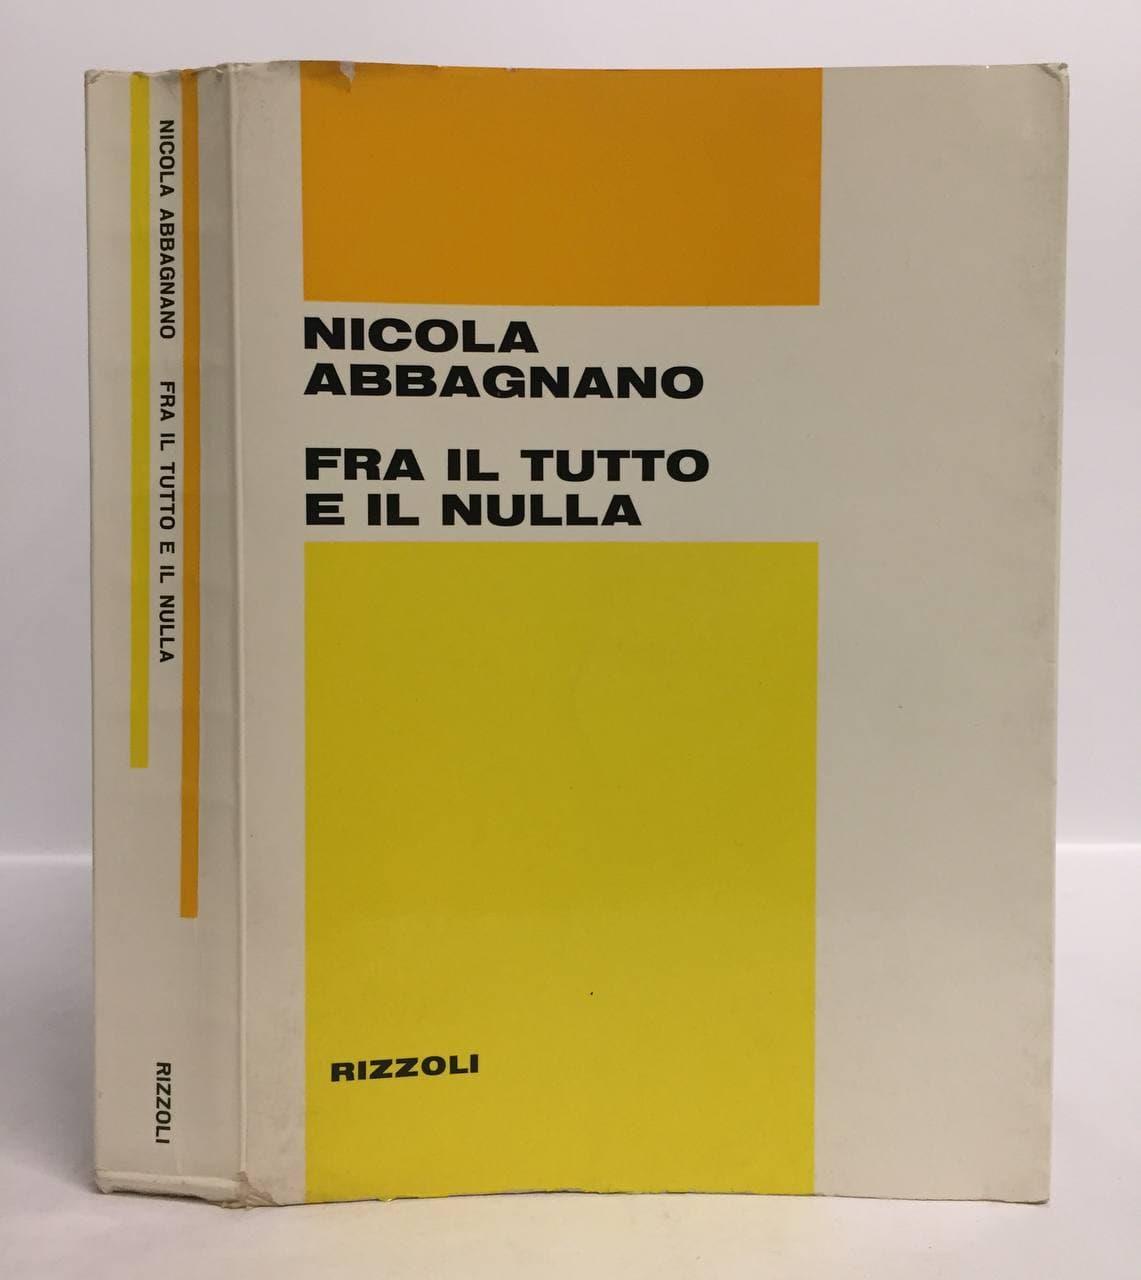 NICOLA ABBAGNANO FRA IL TUTTO E IL NULLA
RIZZOLI
NICOLA
ABBAGNANO
FRA IL TUTTO
E IL NULLA
RIZZOLI